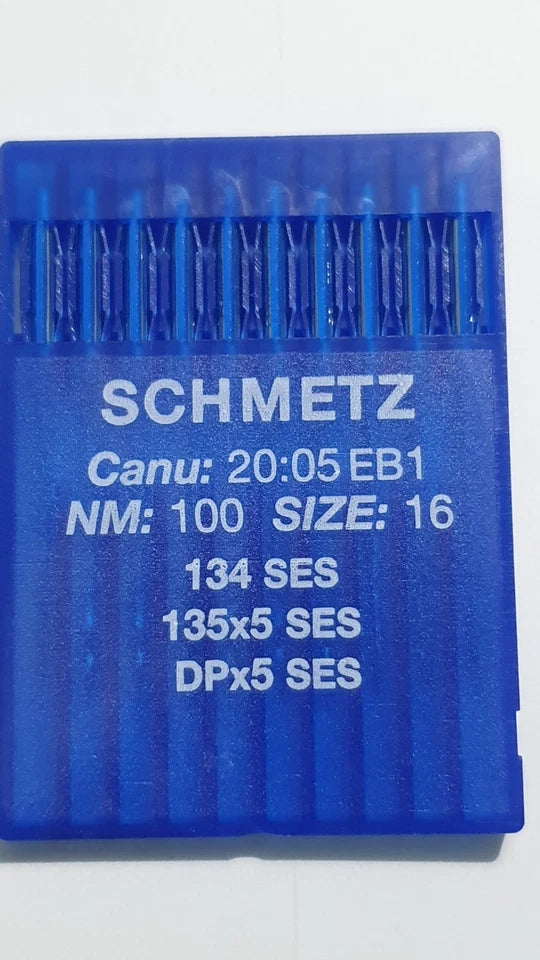 SCHMETZ
Canu: 20:05 EB1
NM: 100 SIZE: 16
134 SES
135x5 SES
DPx5 SES